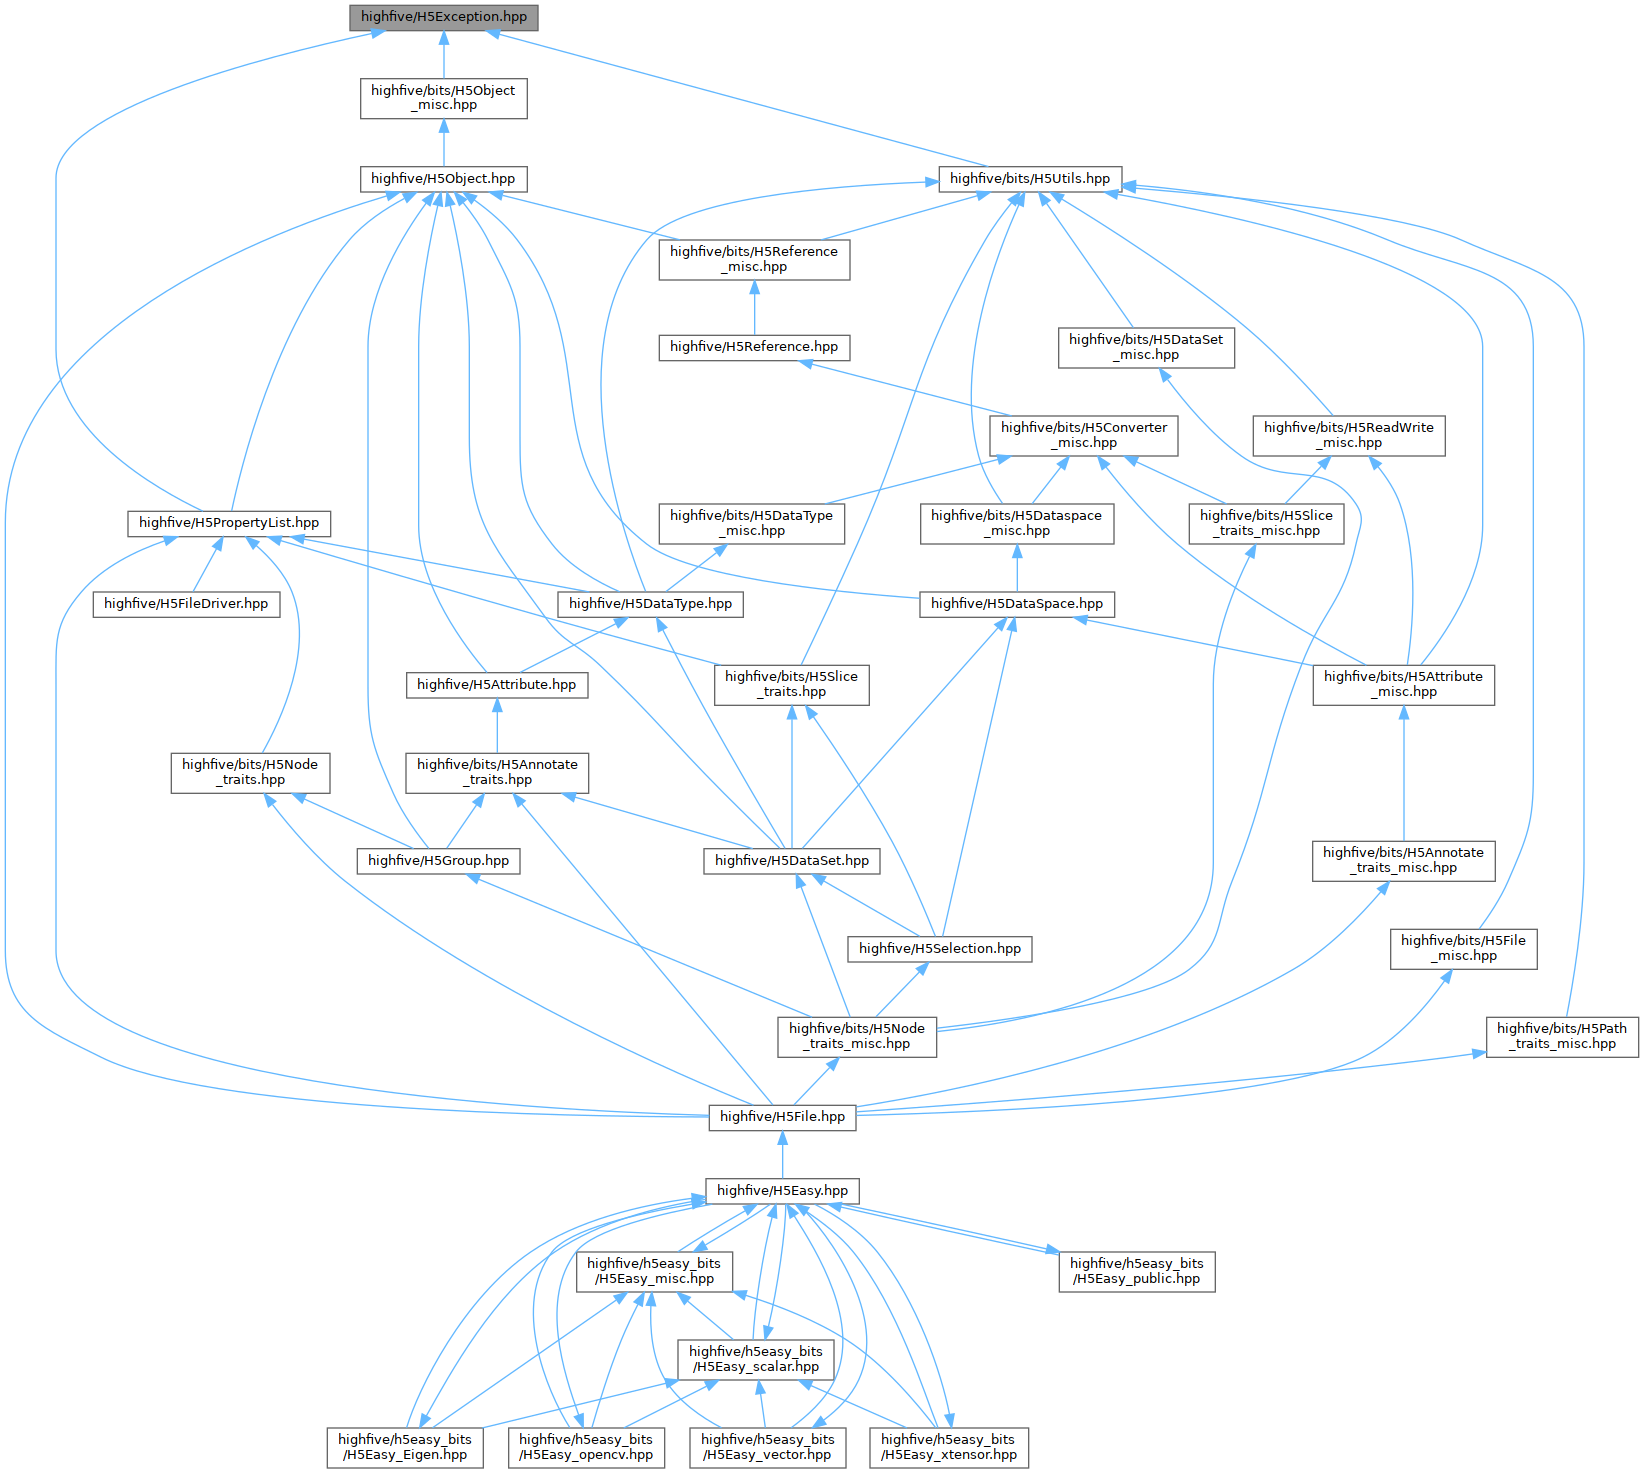 highfive/H5Exception.hpp
highfive/bits/H5Object
_misc.hpp
highfive/H5Object.hpp
highfive/bits/H5Utils.hpp
highfive/bits/H5Reference
_misc.hpp
highfive/H5Reference.hpp
highfive/bits/H5DataSet
_misc.hpp
highfive/bits/H5Converter
_misc.hpp
highfive/bits/H5ReadWrite
_misc.hpp
highfive/H5PropertyList.hpp
highfive/bits/H5DataType
_misc.hpp
highfive/bits/H5Dataspace
_misc.hpp
highfive/bits/H5Slice
_traits_misc.hpp
highfive/H5FileDriver.hpp
highfive/H5DataType.hpp
highfive/H5DataSpace.hpp
highfive/H5Attribute.hpp
highfive/bits/H5Slice
_traits.hpp
highfive/bits/H5Attribute
_misc.hpp
highfive/bits/H5Node
_traits.hpp
highfive/bits/H5Annotate
_traits.hpp
highfive/H5Group.hpp
highfive/H5DataSet.hpp
highfive/bits/H5Annotate
_traits_misc.hpp
highfive/H5Selection.hpp
highfive/bits/H5File
_misc.hpp
highfive/bits/H5Node
_traits_misc.hpp
highfive/bits/H5Path
_traits_misc.hpp
highfive/H5File.hpp
highfive/H5Easy.hpp
highfive/h5easy_bits
/H5Easy_misc.hpp
highfive/h5easy_bits
/H5Easy_public.hpp
highfive/h5easy_bits
/H5Easy_scalar.hpp
highfive/h5easy_bits
/H5Easy_Eigen.hpp
highfive/h5easy_bits
/H5Easy_opencv.hpp
highfive/h5easy_bits
/H5Easy_vector.hpp
highfive/h5easy_bits
/H5Easy_xtensor.hpp